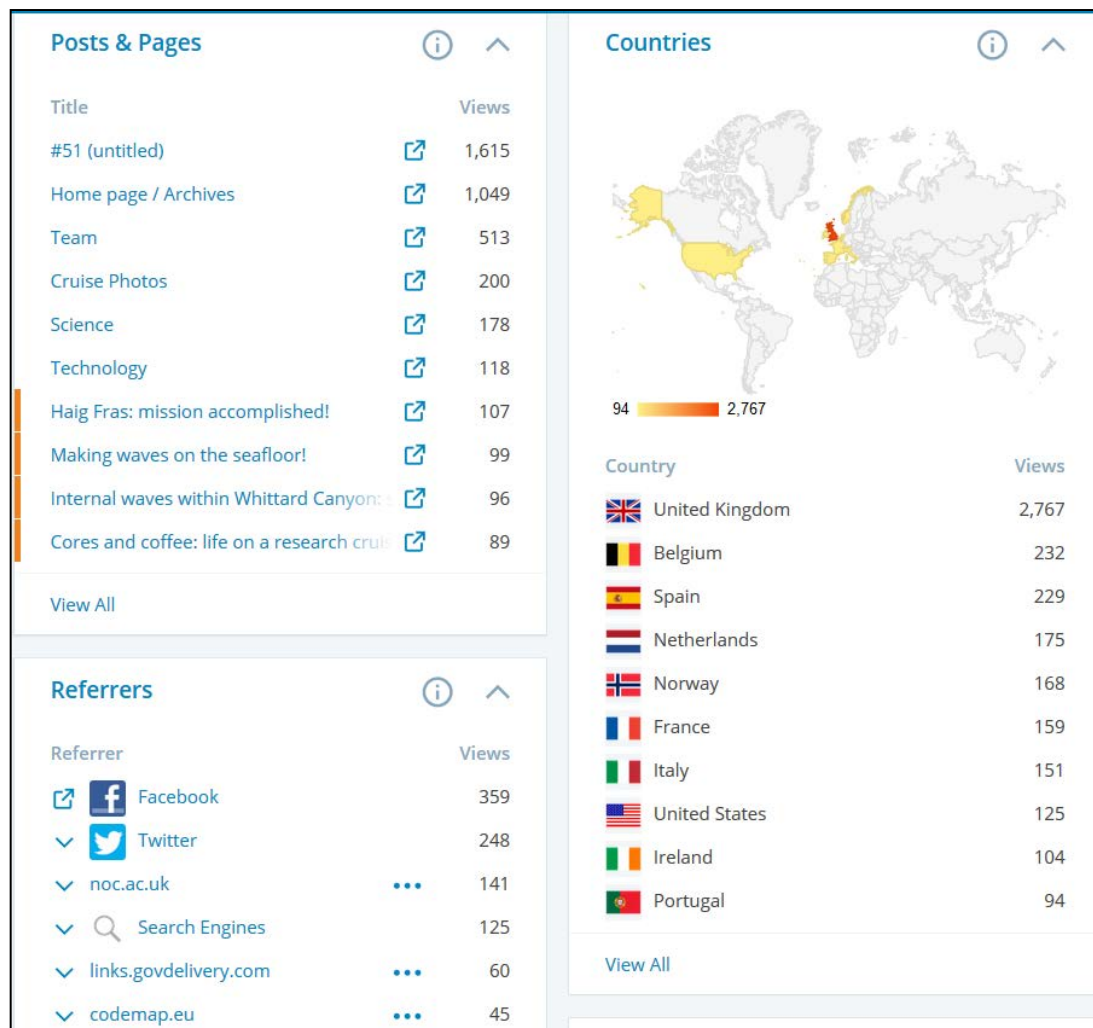 Posts & Pages
Title Views
#51 (untitled) 1,615
Home page / Archives 1,049
Team 513
Cruise Photos 200
Science 178
Technology 118
Haig Fras: mission accomplished! 107
Making waves on the seafloor! 99
Internal waves within Whittard Canyon: 96
Cores and coffee: life on a research cruis 89
View All
Referrers
Referrer Views
Facebook 359
Twitter 248
noc.ac.uk 141
Search Engines 125
links.govdelivery.com 60
codemap.eu 45
Countries
94 2,767
Country Views
United Kingdom 2,767
Belgium 232
Spain 229
Netherlands 175
Norway 168
France 159
Italy 151
United States 125
Ireland 104
Portugal 94
View All